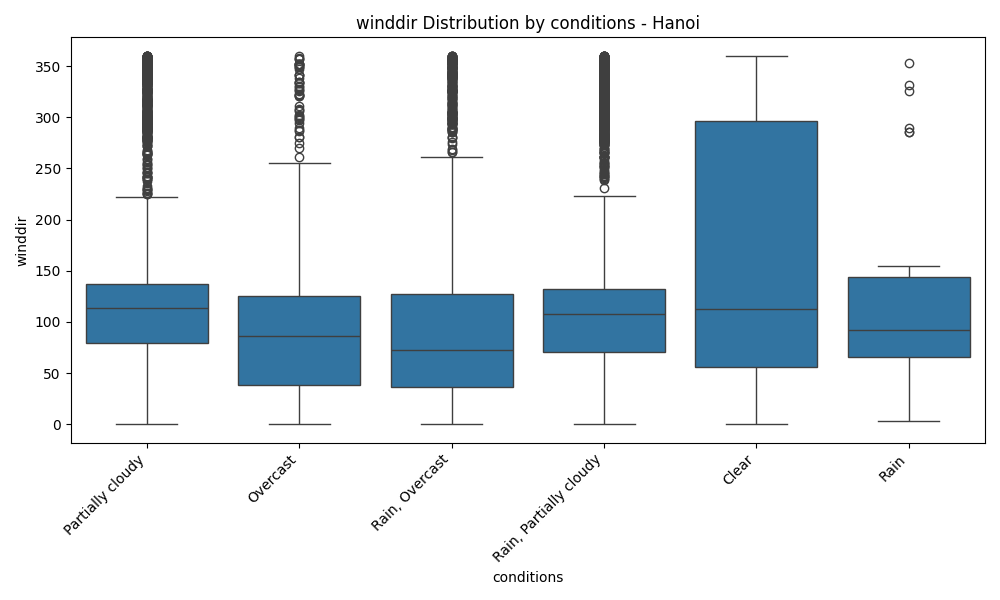 winddir Distribution by conditions - Hanoi
350
300
250
200
150
100
50
0
winddir
Partially cloudy
Overcast
Rain, Overcast
Rain, Partially cloudy
Clear
Rain
conditions